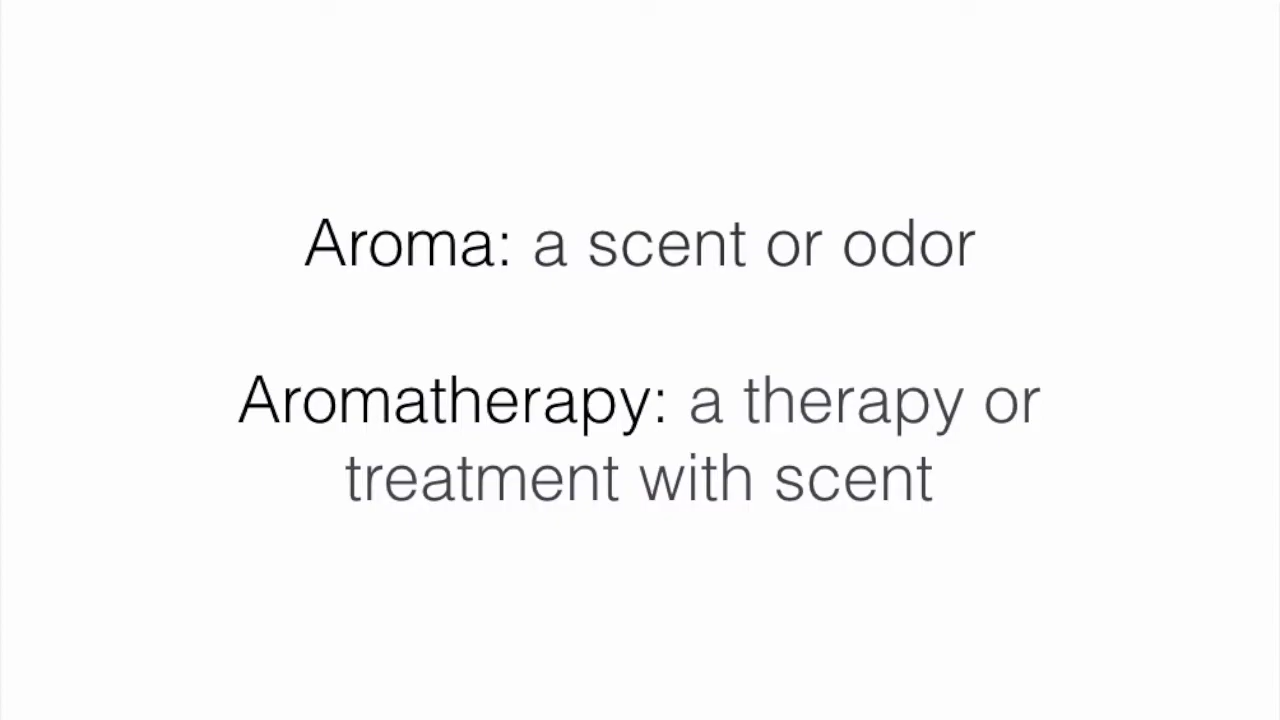 Aroma: a scent or odor
Aromatherapy: a therapy or
treatment with scent